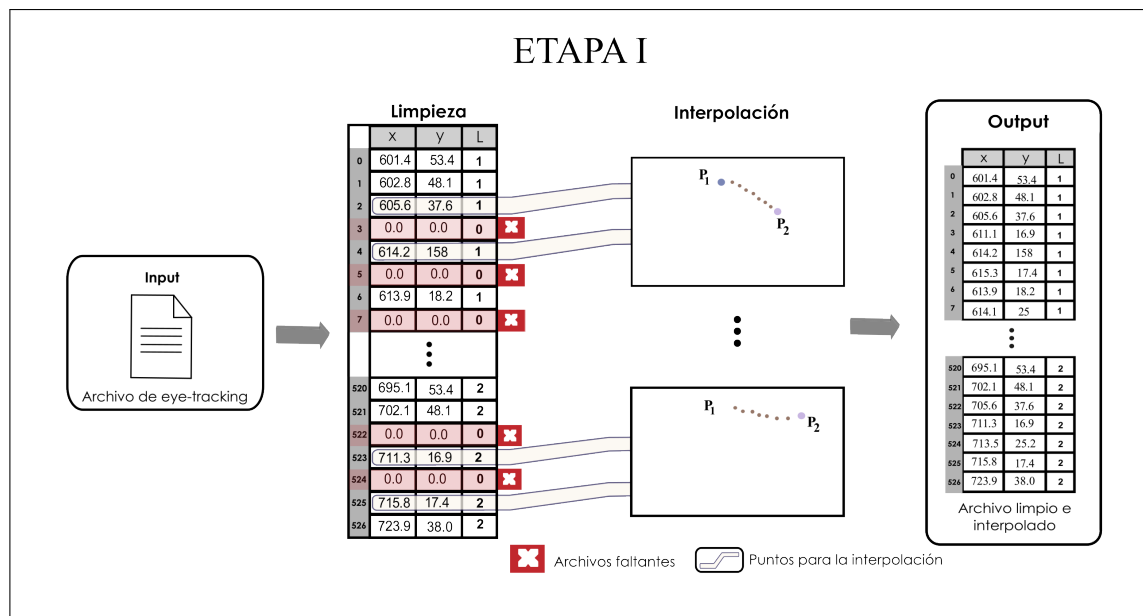 ETAPA I
Input
Archivo de eye-tracking
Limpieza
x y L
0 601.4 53.4 1
1 602.8 48.1 1
2 605.6 37.6 1
3 0.0 0.0 0
4 614.2 158 1
5 0.0 0.0 0
6 613.9 18.2 1
7 0.0 0.0 0
520 695.1 53.4 2
521 702.1 48.1 2
522 0.0 0.0 0
523 711.3 16.9 2
524 0.0 0.0 0
525 715.8 17.4 2
526 723.9 38.0 2
Interpolación
P1
P2
P1
P2
Output
x y L
0 601.4 53.4 1
1 602.8 48.1 1
2 605.6 37.6 1
3 611.1 16.9 1
4 614.2 158 1
5 615.3 17.4 1
6 613.9 18.2 1
7 614.1 25 1
520 695.1 53.4 2
521 702.1 48.1 2
522 705.6 37.6 2
523 711.3 16.9 2
524 713.5 25.2 2
525 715.8 17.4 2
526 723.9 38.0 2
Archivo limpio e
interpolado
Archivos faltantes
Puntos para la interpolación